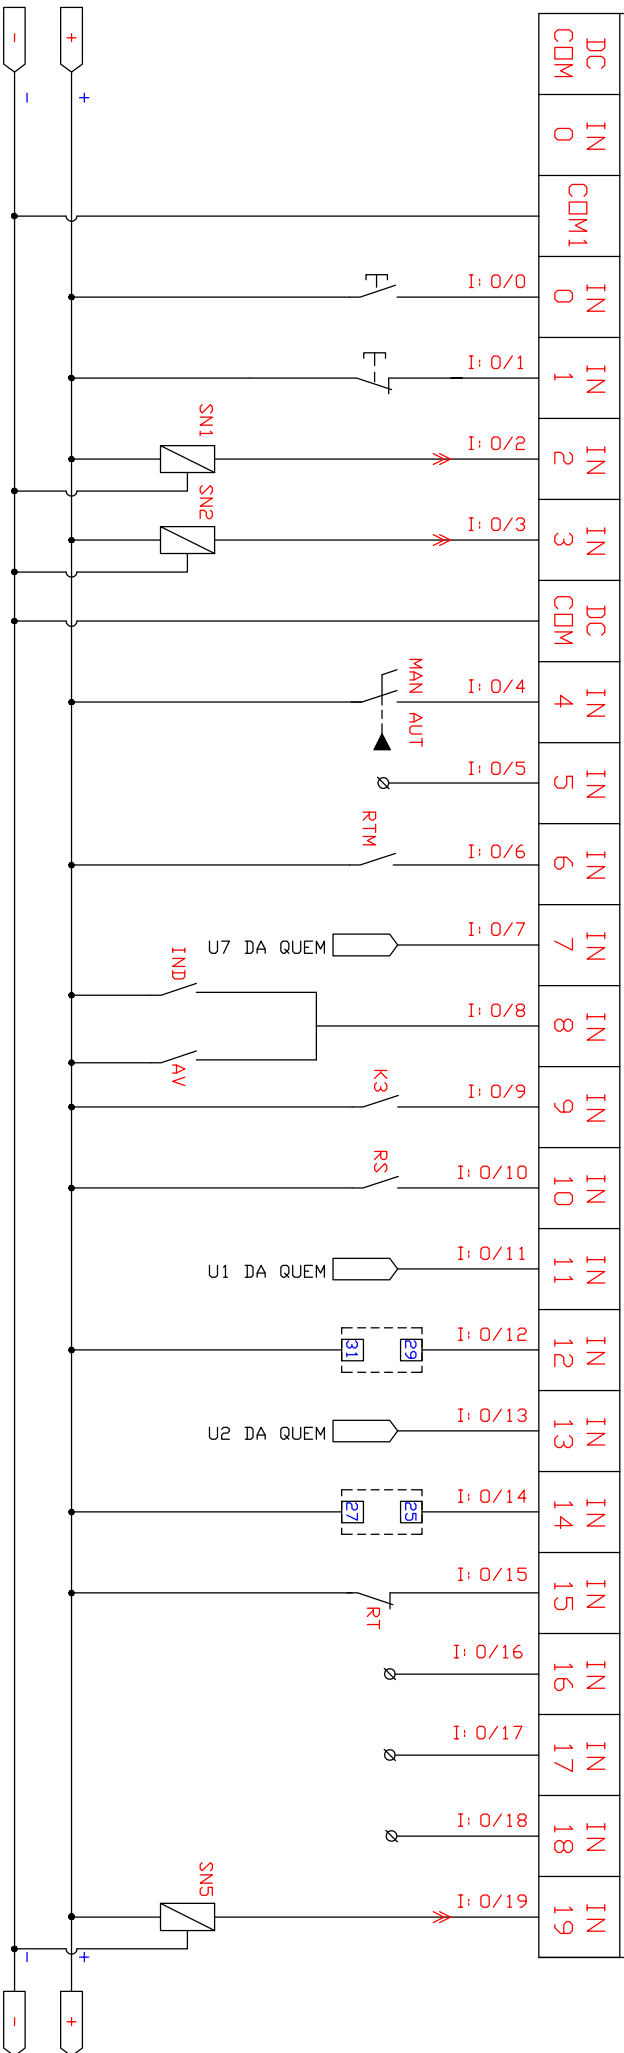 -
+
-
+
DC
COM
IN
0
COM1
I: 0/0
IN
0
I: 0/1
IN
1
SN1
I: 0/2
IN
2
SN2
I: 0/3
IN
3
DC
COM
MAN AUT
I: 0/4
IN
4
I: 0/5
IN
5
RTM
I: 0/6
IN
6
U7 DA QUEM
I: 0/7
IN
7
IND
AV
I: 0/8
IN
8
K3
I: 0/9
IN
9
RS
I: 0/10
IN
10
U1 DA QUEM
I: 0/11
IN
11
31
29
I: 0/12
IN
12
U2 DA QUEM
I: 0/13
IN
13
27
25
I: 0/14
IN
14
RT
I: 0/15
IN
15
I: 0/16
IN
16
I: 0/17
IN
17
I: 0/18
IN
18
SN5
I: 0/19
IN
19
-
+
-
+